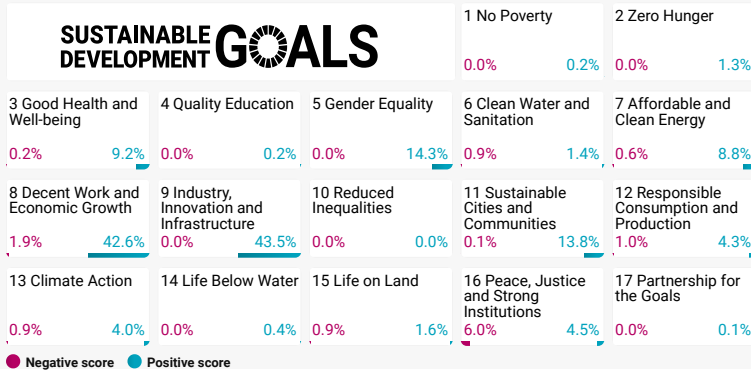 SUSTAINABLE
DEVELOPMENT
GOALS
1 No Poverty
0.0% 0.2%
2 Zero Hunger
0.0% 1.3%
3 Good Health and
Well-being
0.2% 9.2%
4 Quality Education
0.0% 0.2%
5 Gender Equality
0.0% 14.3%
6 Clean Water and
Sanitation
0.9% 1.4%
7 Affordable and
Clean Energy
0.6% 8.8%
8 Decent Work and
Economic Growth
1.9% 42.6%
9 Industry,
Innovation and
Infrastructure
0.0% 43.5%
10 Reduced
Inequalities
0.0% 0.0%
11 Sustainable
Cities and
Communities
0.1% 13.8%
12 Responsible
Consumption and
Production
1.0% 4.3%
13 Climate Action
0.9% 4.0%
14 Life Below Water
0.0% 0.4%
15 Life on Land
0.9% 1.6%
16 Peace, Justice
and Strong
Institutions
6.0% 4.5%
17 Partnership for
the Goals
0.0% 0.1%
Negative score Positive score